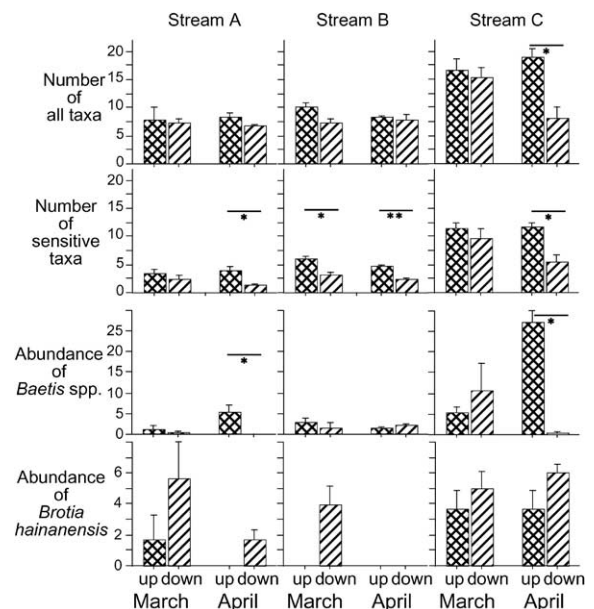 Stream A Stream B Stream C
Number of all taxa
20
15
10
5
0
*
Number of sensitive taxa
20
15
10
5
0
* * ** *
Abundance of Baetis spp.
25
20
15
10
5
0
* *
Abundance of Brotia hainanensis
6
4
2
0
up down up down up down up down up down up down
March April March April March April